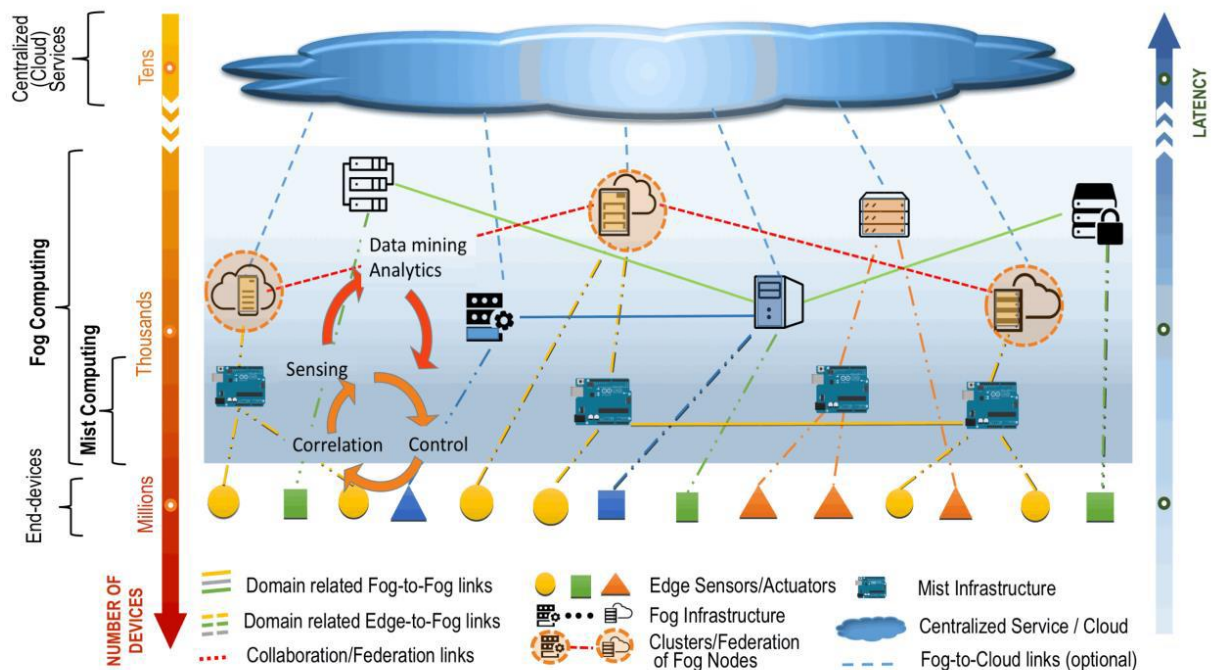 Centralized
(Cloud)
Services
Tens
LATENCY
Fog Computing
Thousands
Mist Computing
Data mining
Analytics
Sensing
Correlation
Control
End-devices
Millions
NUMBER OF
DEVICES
Domain related Fog-to-Fog links
Domain related Edge-to-Fog links
Collaboration/Federation links
Edge Sensors/Actuators
Fog Infrastructure
Clusters/Federation
of Fog Nodes
Mist Infrastructure
Centralized Service / Cloud
Fog-to-Cloud links (optional)